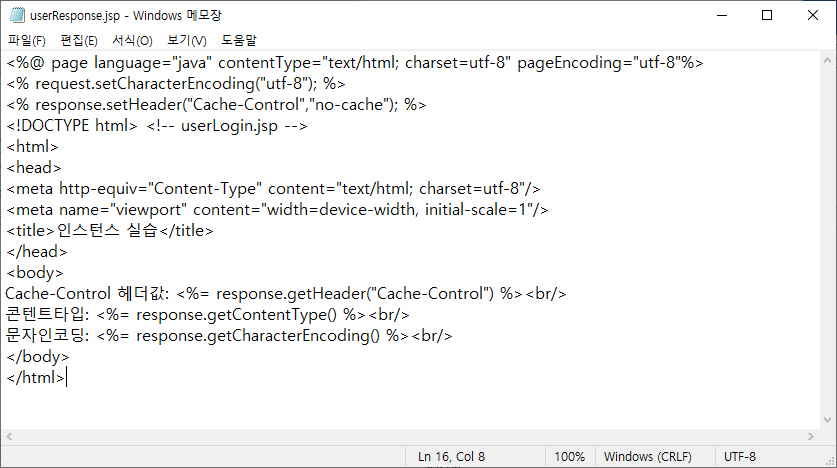 userResponse.jsp - Windows 메모장
파일(F) 편집(E) 서식(O) 보기(V) 도움말
<%@ page language="java" contentType="text/html; charset=utf-8" pageEncoding="utf-8"%>
<% request.setCharacterEncoding("utf-8"); %>
<% response.setHeader("Cache-Control","no-cache"); %>
<!DOCTYPE html> <!-- userLogin.jsp -->
<html>
<head>
<meta http-equiv="Content-Type" content="text/html; charset=utf-8"/>
<meta name="viewport" content="width=device-width, initial-scale=1"/>
<title>인스턴스 실습</title>
</head>
<body>
Cache-Control 헤더값: <%= response.getHeader("Cache-Control") %><br/>
콘텐트타입: <%= response.getContentType() %><br/>
문자인코딩: <%= response.getCharacterEncoding() %><br/>
</body>
</html>
Ln 16, Col 8 100% Windows (CRLF) UTF-8